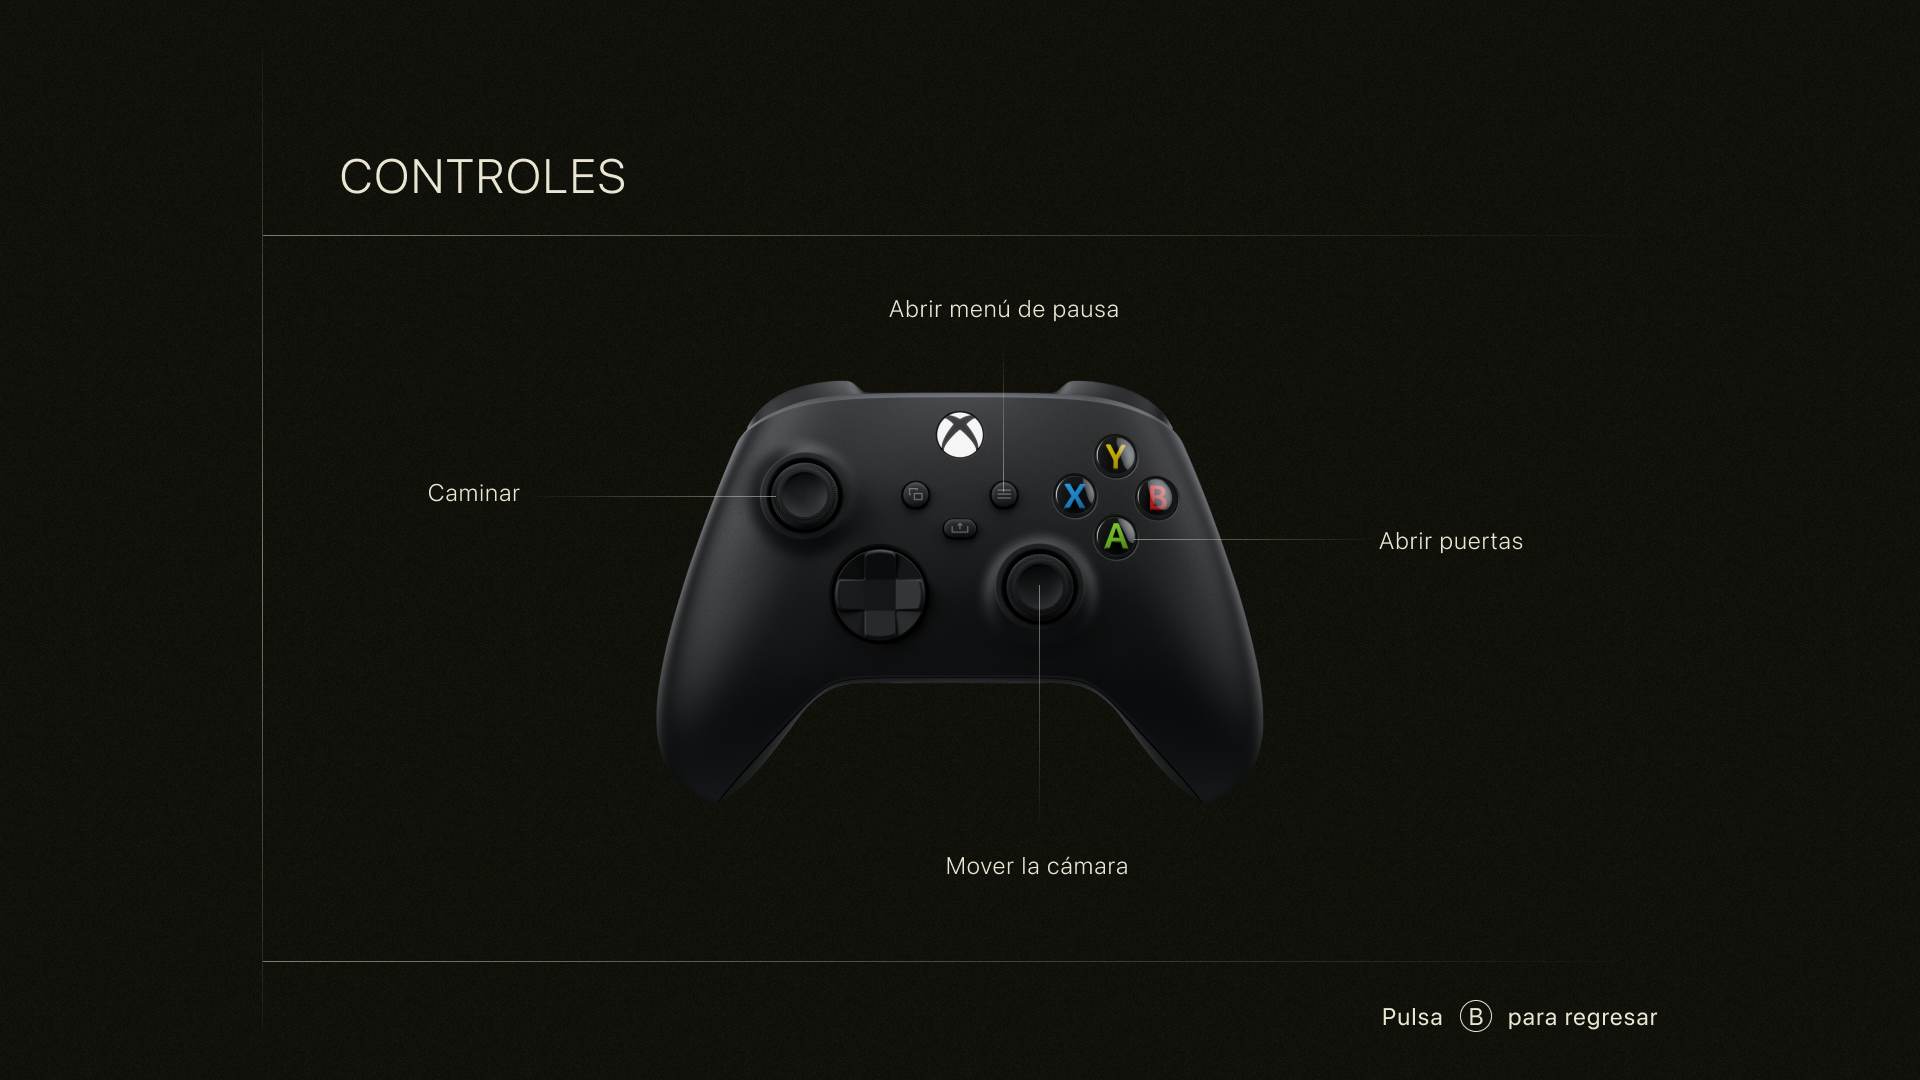 CONTROLES
Abrir menú de pausa
Y
Caminar
X
B
A
Abrir puertas
Mover la cámara
Pulsa B para regresar